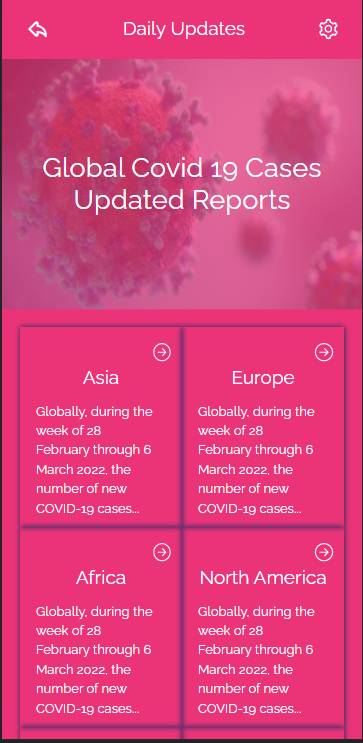 Daily Updates
Global Covid 19 Cases
Updated Reports
Asia
Globally, during the
week of 28
February through 6
March 2022, the
number of new
COVID-19 cases...
Europe
Globally, during the
week of 28
February through 6
March 2022, the
number of new
COVID-19 cases...
Africa
Globally, during the
week of 28
February through 6
March 2022, the
number of new
COVID-19 cases...
North America
Globally, during the
week of 28
February through 6
March 2022, the
number of new
COVID-19 cases...